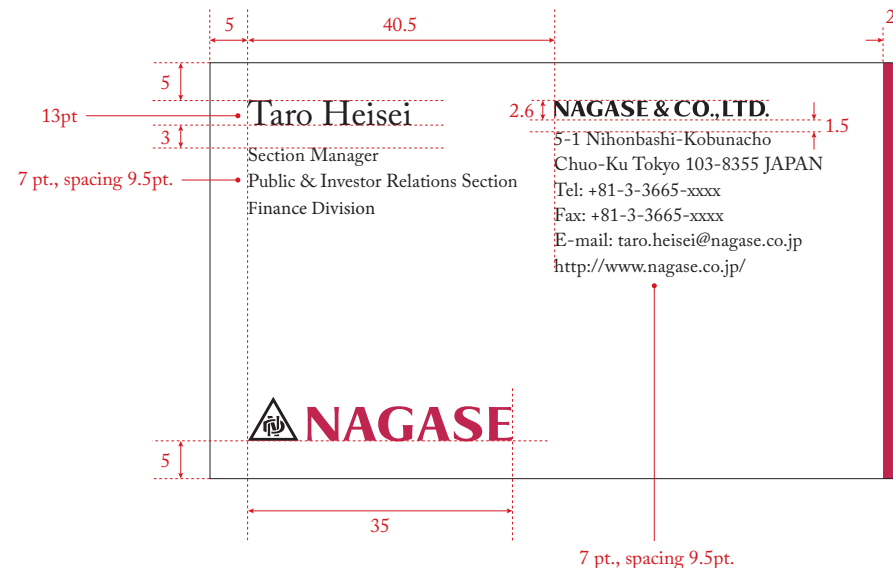 5
40.5
2
5
13pt
Taro Heisei
2.6
NAGASE & CO.,LTD.
1.5
3
5-1 Nihonbashi-Kobunacho
Section Manager
Chuo-Ku Tokyo 103-8355 JAPAN
7 pt., spacing 9.5pt.
Public & Investor Relations Section
Tel: +81-3-3665-xxxx
Finance Division
Fax: +81-3-3665-xxxx
E-mail: taro.heisei@nagase.co.jp
http://www.nagase.co.jp/
NAGASE
5
35
7 pt., spacing 9.5pt.